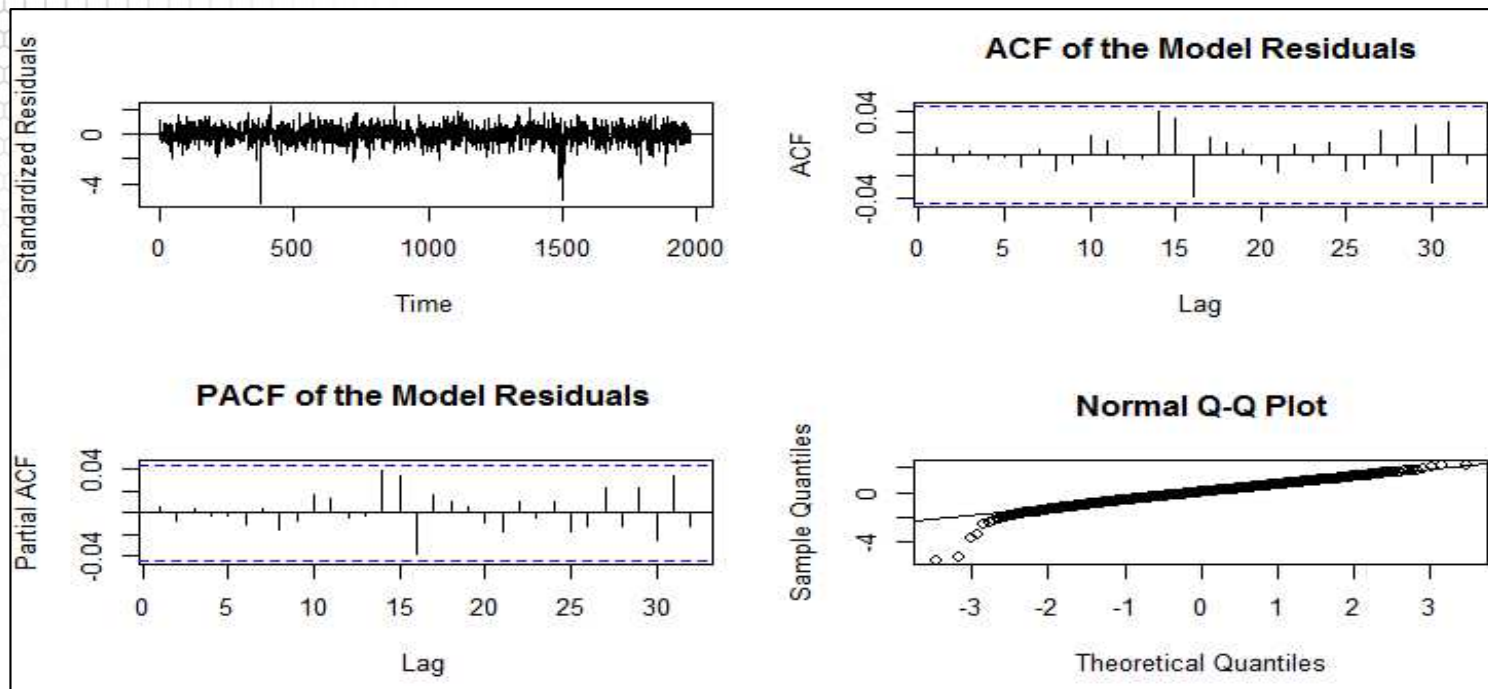 Standardized Residuals
0
-4
0 500 1000 1500 2000
Time
ACF of the Model Residuals
ACF
0.04
-0.04
0 5 10 15 20 25 30
Lag
PACF of the Model Residuals
Partial ACF
0.04
-0.04
0 5 10 15 20 25 30
Lag
Normal Q-Q Plot
Sample Quantiles
0
-4
-3 -2 -1 0 1 2 3
Theoretical Quantiles